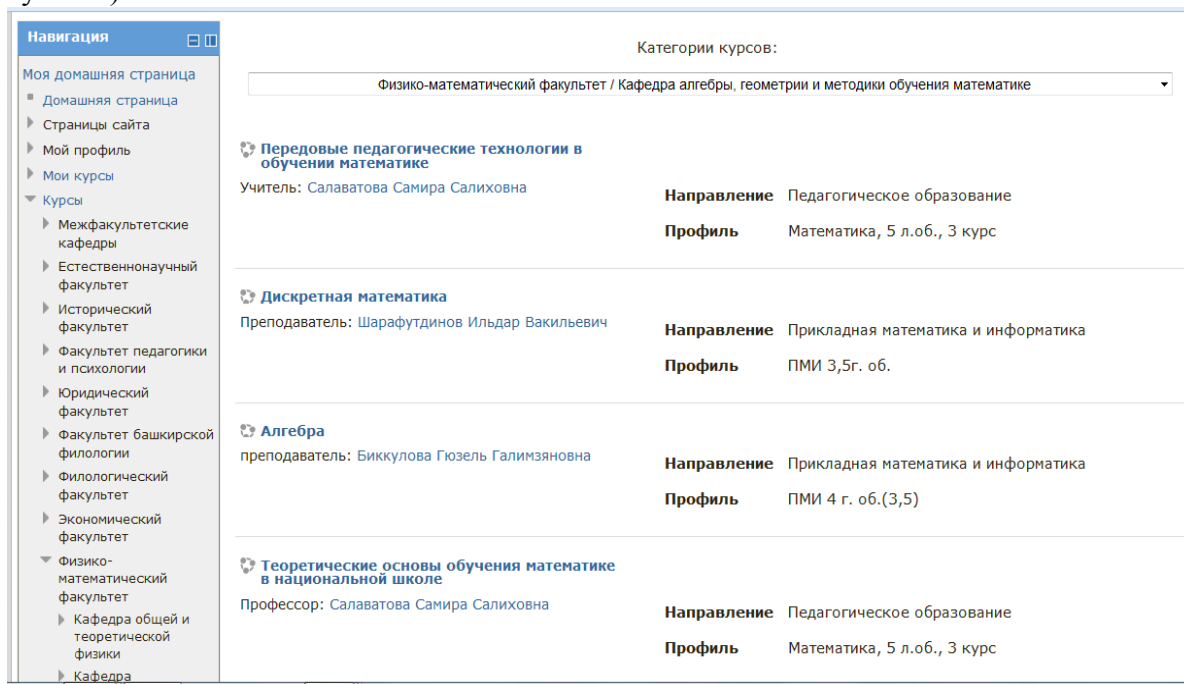 Навигация
Моя домашняя страница
Домашняя страница
Страницы сайта
Мой профиль
Мои курсы
Курсы
Межфакультетские
кафедры
Естественнонаучный
факультет
Исторический
факультет
Факультет педагогики
и психологии
Юридический
факультет
Факультет башкирской
филологии
Филологический
факультет
Экономический
факультет
Физико-
математический
факультет
Кафедра общей и
теоретической
физики
Кафедра
Категории курсов:
Физико-математический факультет / Кафедра алгебры, геометрии и методики обучения математике
Передовые педагогические технологии в
обучении математике
Учитель: Салаватова Самира Салиховна
Направление Педагогическое образование
Профиль Математика, 5 л.об., 3 курс
Дискретная математика
Преподаватель: Шарафутдинов Ильдар Вакильевич
Направление Прикладная математика и информатика
Профиль ПМИ 3,5г. об.
Алгебра
преподаватель: Биккулова Гюзель Галимзяновна
Направление Прикладная математика и информатика
Профиль ПМИ 4 г. об.(3,5)
Теоретические основы обучения математике
в национальной школе
Профессор: Салаватова Самира Салиховна
Направление Педагогическое образование
Профиль Математика, 5 л.об., 3 курс